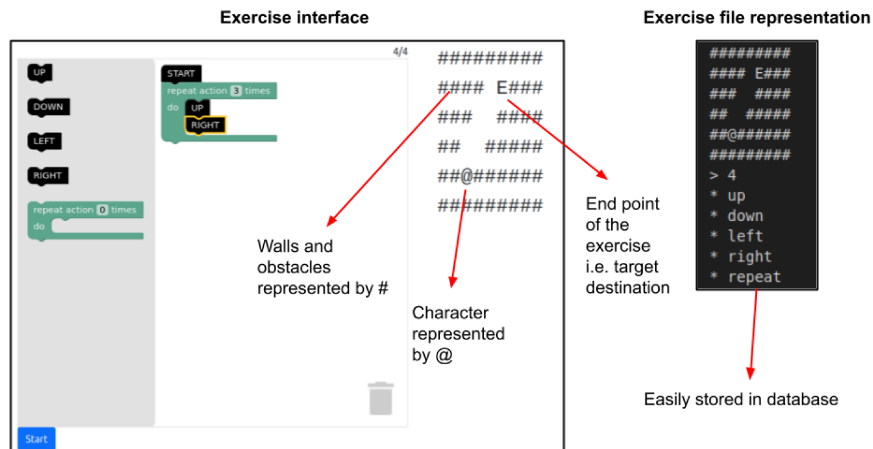 Exercise interface
4/4
UP
DOWN
LEFT
RIGHT
repeat action 0 times
do
START
repeat action 3 times
do UP
RIGHT
#########
#### E###
###  ####
##  #####
##@######
#########
Walls and
obstacles
represented by #
Character
represented
by @
End point
of the
exercise
i.e. target
destination
Start
Exercise file representation
#########
#### E###
###  ####
##  #####
##@######
#########
> 4
* up
* down
* left
* right
* repeat
Easily stored in database